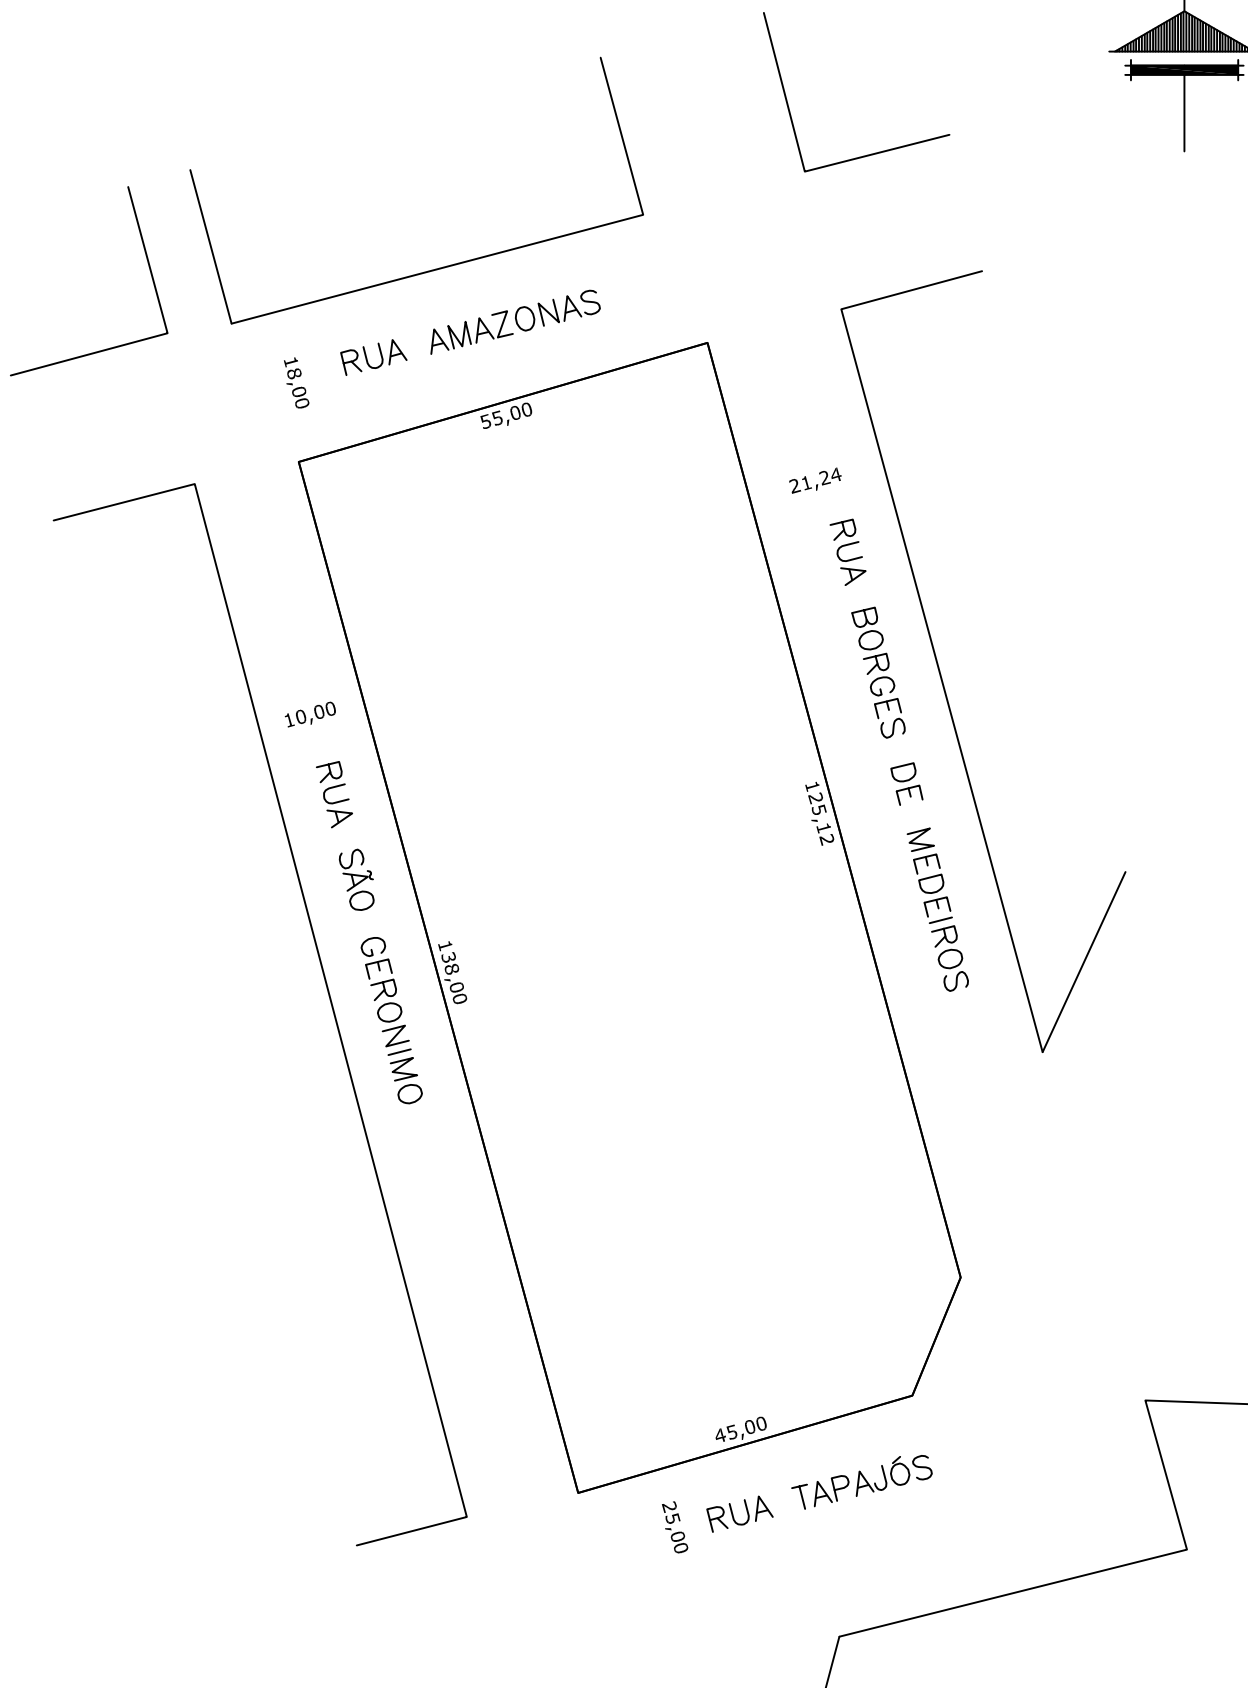 RUA AMAZONAS
18,00
55,00
21,24
RUA BORGES DE MEDEIROS
10,00
RUA SÃO GERONIMO
125,12
138,00
45,00
RUA TAPAJÓS
25,00